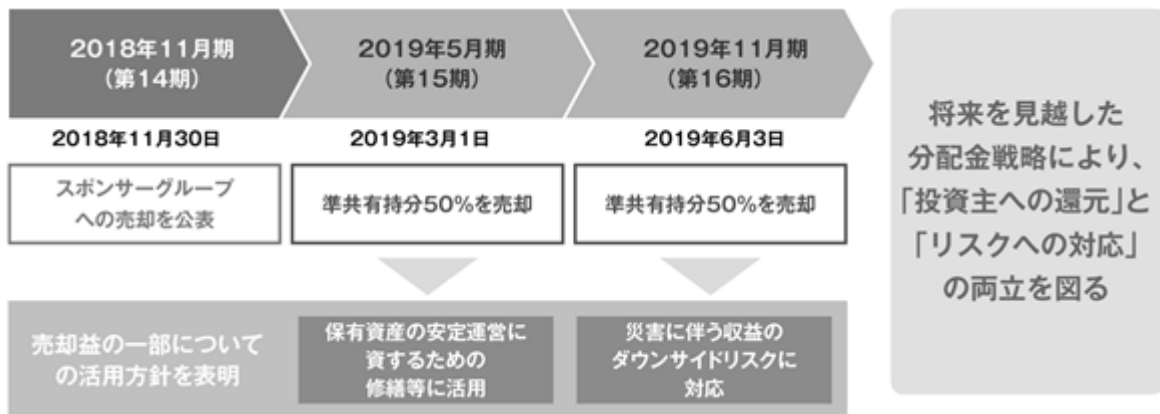 2018年11月期
（第14期）
2019年5月期
（第15期）
2019年11月期
（第16期）
2018年11月30日
2019年3月1日
2019年6月3日
スポンサーグループ
への売却を公表
準共有持分50%を売却
準共有持分50%を売却
売却益の一部について
の活用方針を表明
保有資産の安定運営に
資するための
修繕等に活用
災害に伴う収益の
ダウンサイドリスクに
対応
将来を見越した
分配金戦略により、
「投資主への還元」と
「リスクへの対応」
の両立を図る